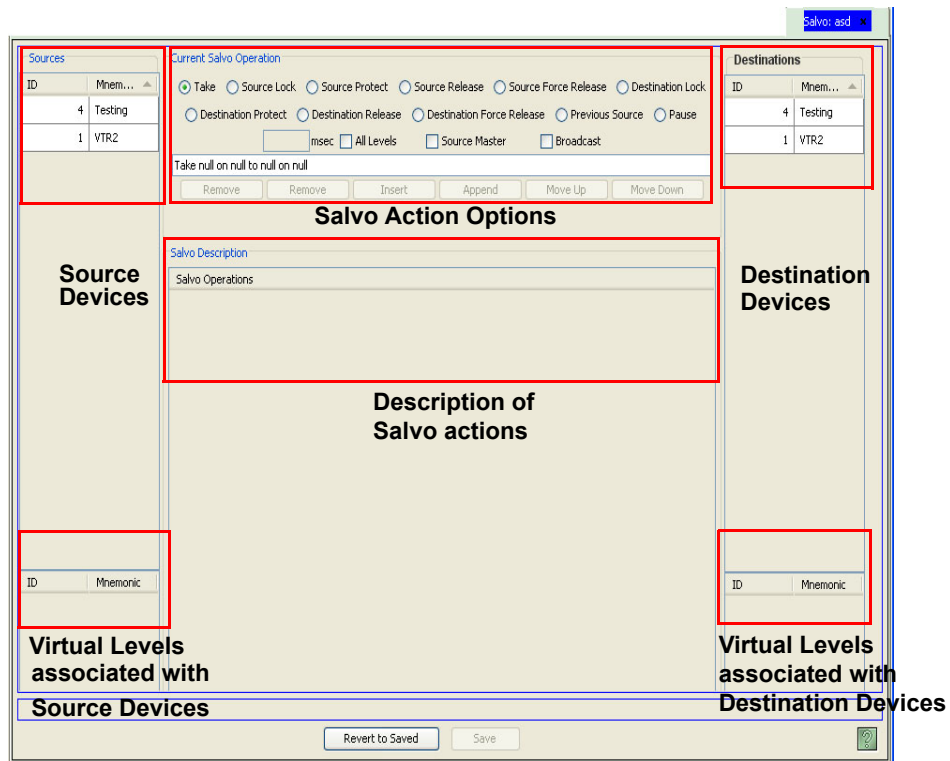 Salvo: asd x
Sources
ID Mnem...
4 Testing
1 VTR2
Current Salvo Operation
Take Source Lock Source Protect Source Release Source Force Release Destination Lock
Destination Protect Destination Release Destination Force Release Previous Source Pause
msec All Levels Source Master Broadcast
Take null on null to null on null
Remove Remove Insert Append Move Up Move Down
Salvo Action Options
Destinations
ID Mnem...
4 Testing
1 VTR2
Source
Devices
Salvo Description
Salvo Operations
Description of
Salvo actions
Destination
Devices
ID Mnemonic
Virtual Levels
associated with
Source Devices
ID Mnemonic
Virtual Levels
associated with
Destination Devices
Revert to Saved Save
?